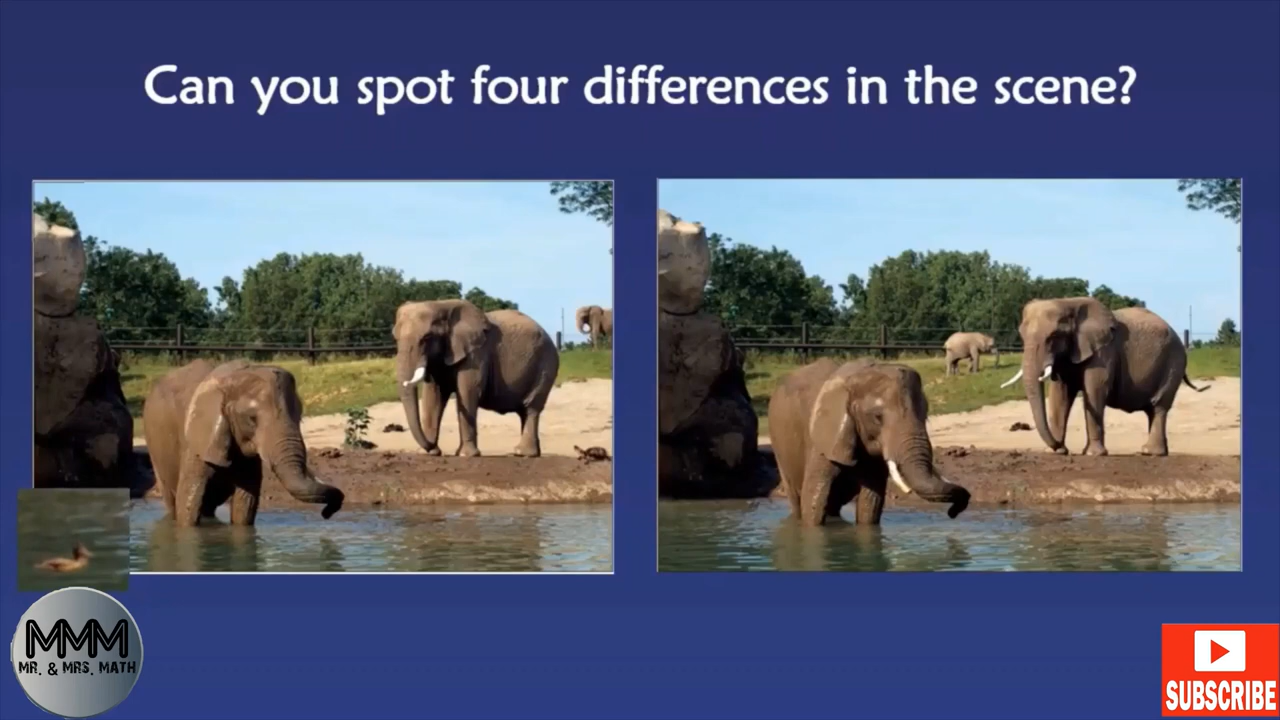 Can you spot four differences in the scene?
MMM
MR. & MRS. MATH
SUBSCRIBE